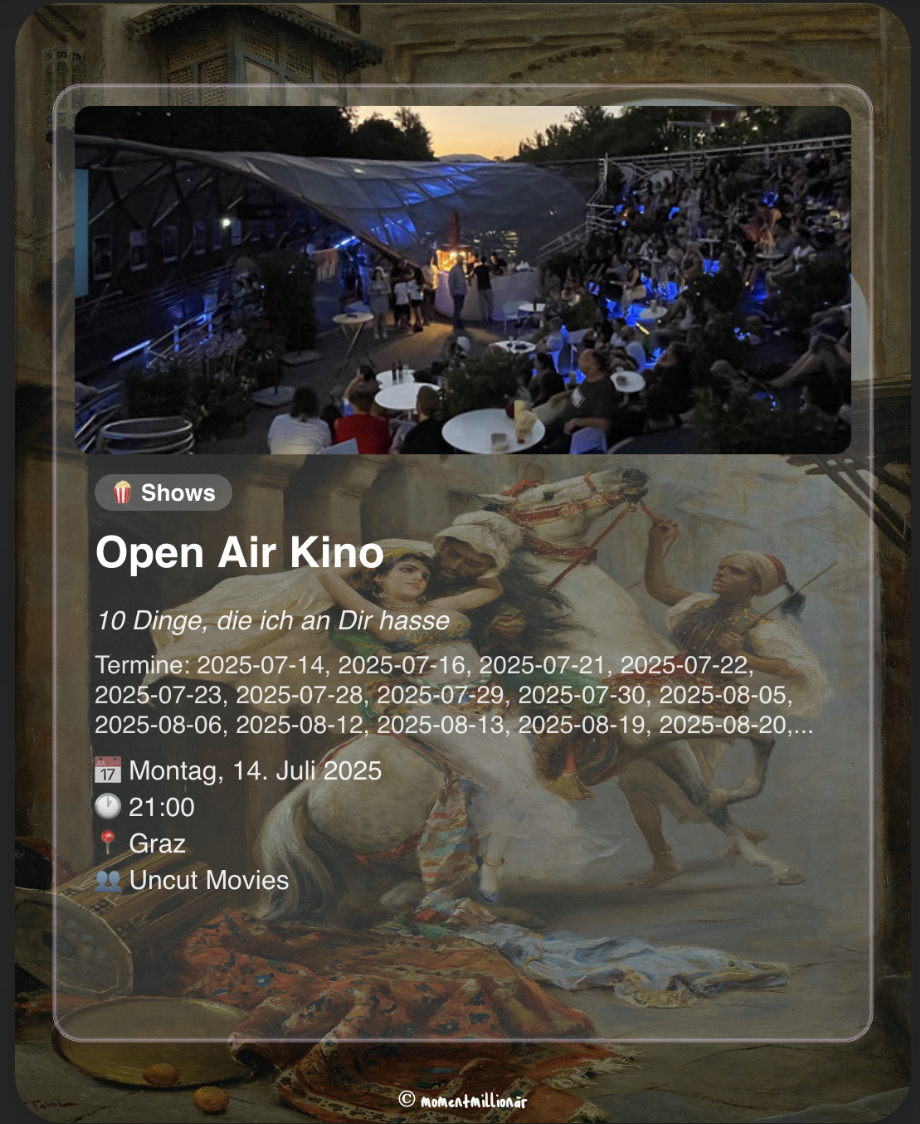 Shows
Open Air Kino
10 Dinge, die ich an Dir hasse
Termine: 2025-07-14, 2025-07-16, 2025-07-21, 2025-07-22,
2025-07-23, 2025-07-28, 2025-07-29, 2025-07-30, 2025-08-05,
2025-08-06, 2025-08-12, 2025-08-13, 2025-08-19, 2025-08-20,...
JUL
17
Montag, 14. Juli 2025
21:00
Graz
Uncut Movies
© momentmillionär